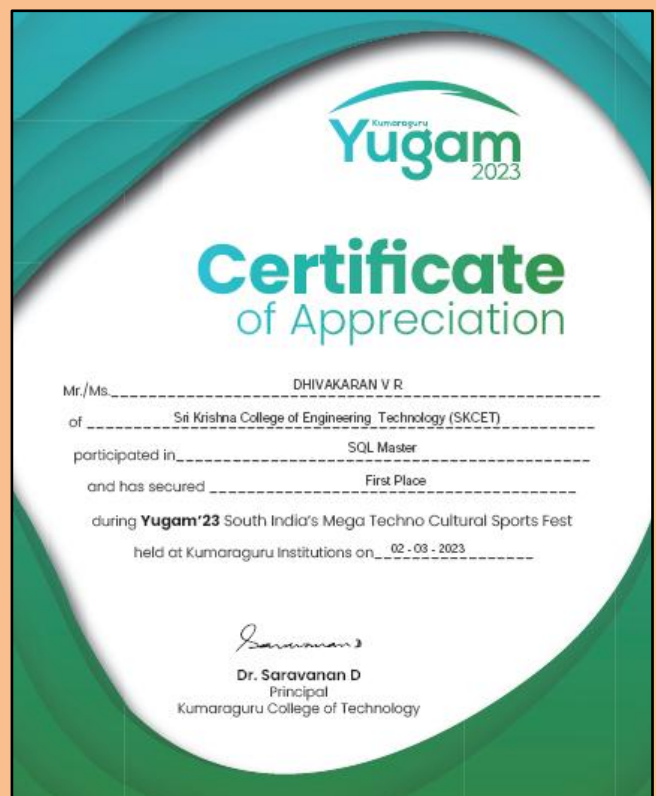 Kumaraguru
Yugam
2023
Certificate
of Appreciation
Mr./Ms. DHIVAKARAN V R
of Sri Krishna College of Engineering Technology (SKCET)
participated in SQL Master
and has secured First Place
during Yugam'23 South India's Mega Techno Cultural Sports Fest
held at Kumaraguru Institutions on 02 - 03 - 2023
Saravanan D
Dr. Saravanan D
Principal
Kumaraguru College of Technology